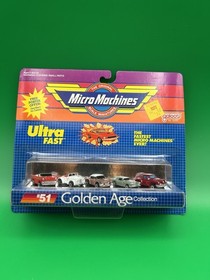 Micro Machines
Ultra
FAST
THE
FASTEST
MICRO MACHINES
EVER!
#51
Golden Age Collection